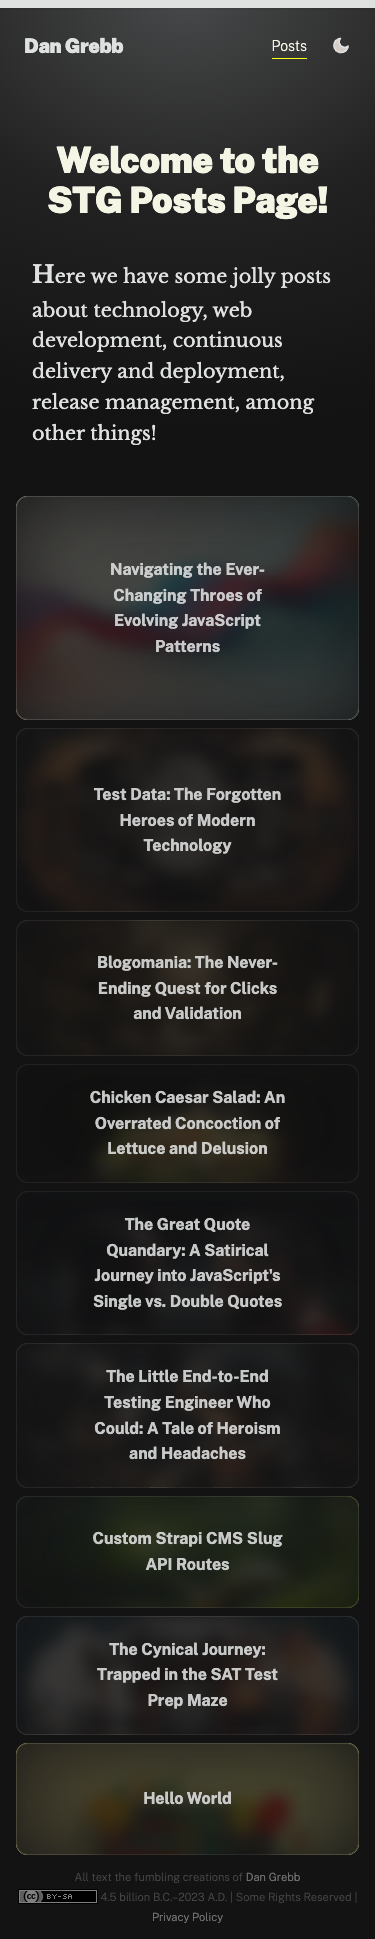 Dan Grebb
Posts
Welcome to the
STG Posts Page!
Here we have some jolly posts
about technology, web
development, continuous
delivery and deployment,
release management, among
other things!
Navigating the Ever-
Changing Throes of
Evolving JavaScript
Patterns
Test Data: The Forgotten
Heroes of Modern
Technology
Blogomania: The Never-
Ending Quest for Clicks
and Validation
Chicken Caesar Salad: An
Overrated Concoction of
Lettuce and Delusion
The Great Quote
Quandary: A Satirical
Journey into JavaScript's
Single vs. Double Quotes
The Little End-to-End
Testing Engineer Who
Could: A Tale of Heroism
and Headaches
Custom Strapi CMS Slug
API Routes
The Cynical Journey:
Trapped in the SAT Test
Prep Maze
Hello World
All text the fumbling creations of Dan Grebb
cc BY-SA 4.5 billion B.C.–2023 A.D. | Some Rights Reserved |
Privacy Policy